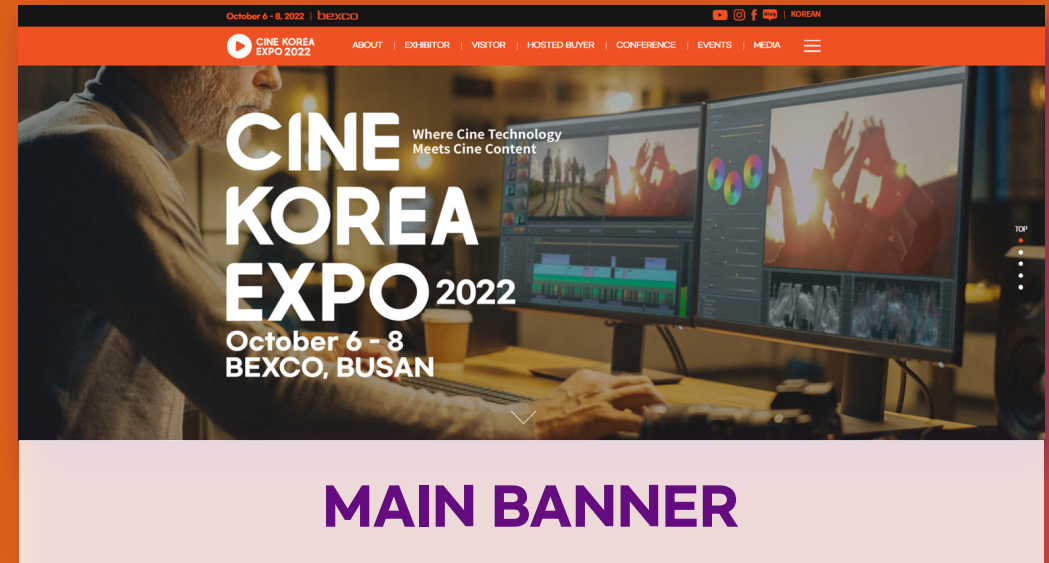 October 6 - 8, 2022 | bexco
blog | KOREAN
CINE KOREA
EXPO 2022
ABOUT | EXHIBITOR | VISITOR | HOSTED BUYER | CONFERENCE | EVENTS | MEDIA
CINE
Where Cine Technology
Meets Cine Content
KOREA
EXPO 2022
October 6 - 8
BEXCO, BUSAN
TOP
MAIN BANNER